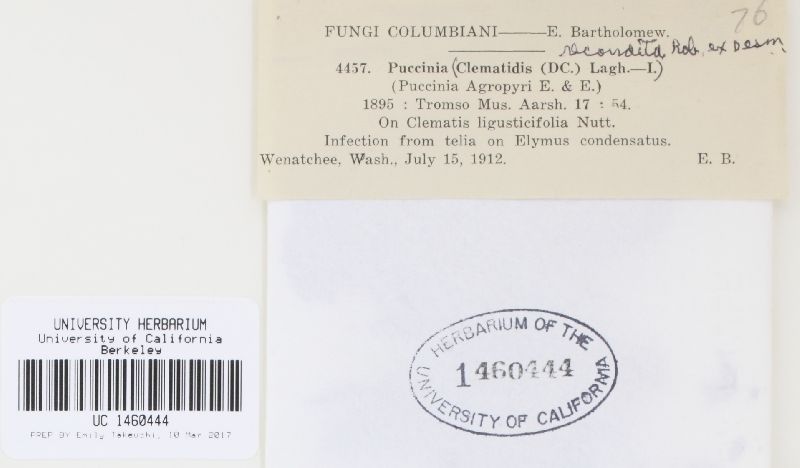 76
FUNGI COLUMBIANI——E. Bartholomew.
recondita Rob. ex Desm
4457. Puccinia (Clematidis (DC.) Lagh.—I.)
(Puccinia Agropyri E. & E.)
1895 : Tromso Mus. Aarsh. 17 : 54.
On Clematis ligusticifolia Nutt.
Infection from telia on Elymus condensatus.
Wenatchee, Wash., July 15, 1912. E. B.
HERBARIUM OF THE
1460444
UNIVERSITY OF CALIFORNIA
UNIVERSITY HERBARIUM
University of California
Berkeley
UC 1460444
PREP BY Emily Takeuchi, 10 Mar 2017